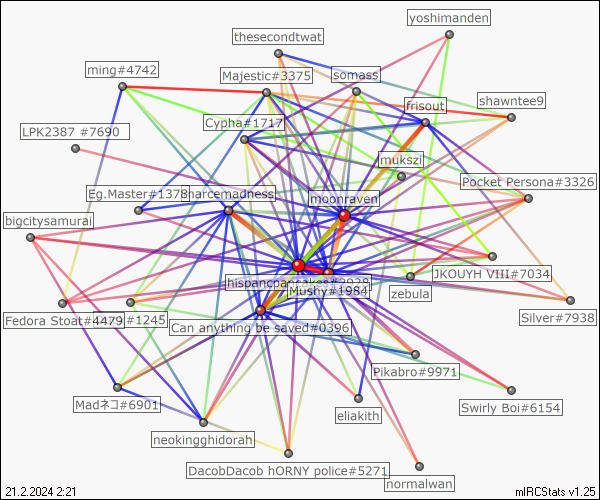 yoshimanden
thesecondtwat
ming#4742
Majestic#3375
somass
frisout
shawntee9
Cypha#1717
LPK2387 #7690
mukszi
Pocket Persona#3326
Eg.Master#1378
harcemadness
moonraven
bigcitysamurai
JKOUYH VIII#7034
hispancpancakes#2929
Mushy#1984
zebula
Fedora Stoat#4479
#1245
Can anything be saved#0396
Silver#7938
Pikabro#9971
Madネコ#6901
eliakith
Swirly Boi#6154
neokingghidorah
DacobDacob hORNY police#5271
normalwan
21.2.2024 2:21
mIRCStats v1.25